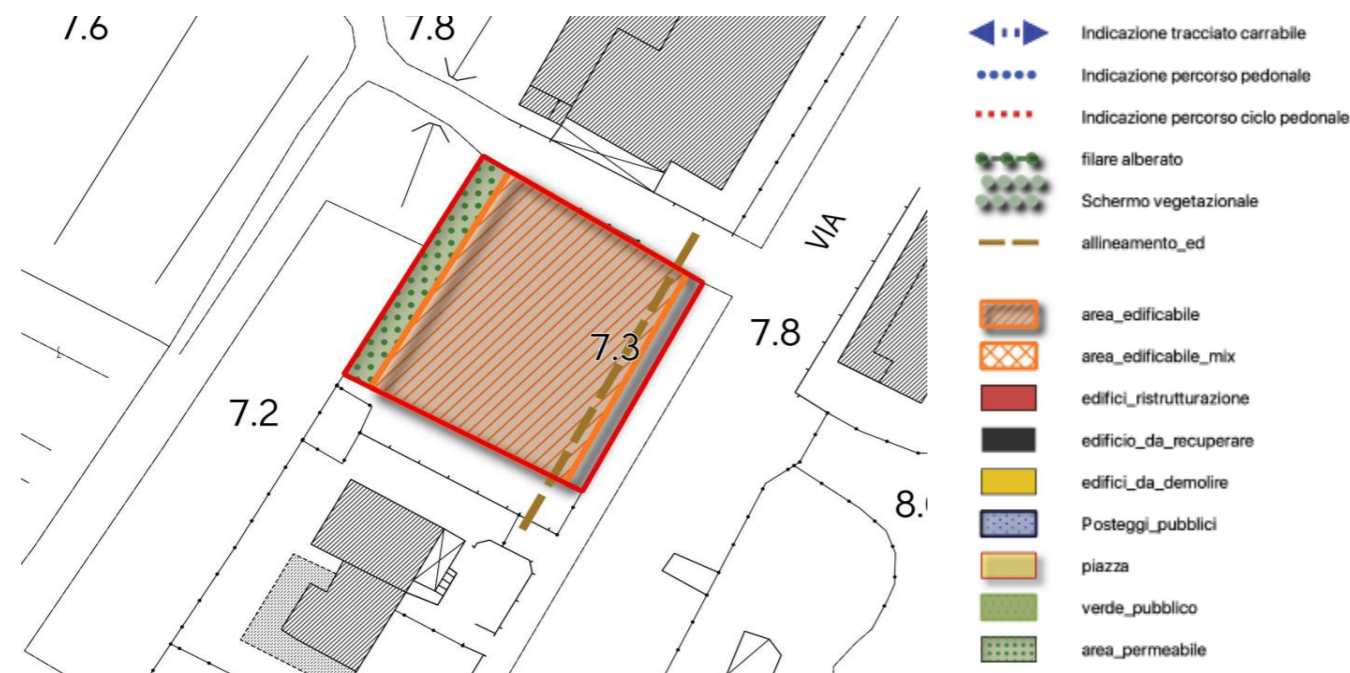 7.6
7.8
VIA
7.3
7.8
7.2
Indicazione tracciato carrabile
Indicazione percorso pedonale
Indicazione percorso ciclo pedonale
filare alberato
Schermo vegetazionale
allineamento_ed
area_edificabile
area_edificabile_mix
edifici_ristrutturazione
edificio_da_recuperare
edifici_da_demolire
Posteggi_pubblici
piazza
verde_pubblico
area_permeabile